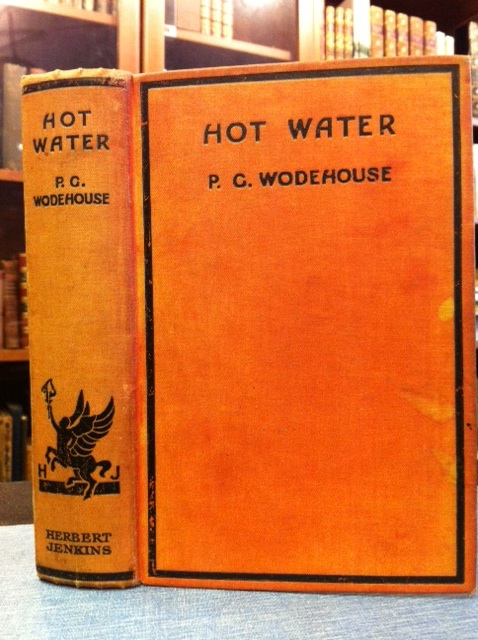 HOT
WATER
P. G.
WODEHOUSE
H J
HERBERT
JENKINS
HOT WATER
P. G. WODEHOUSE